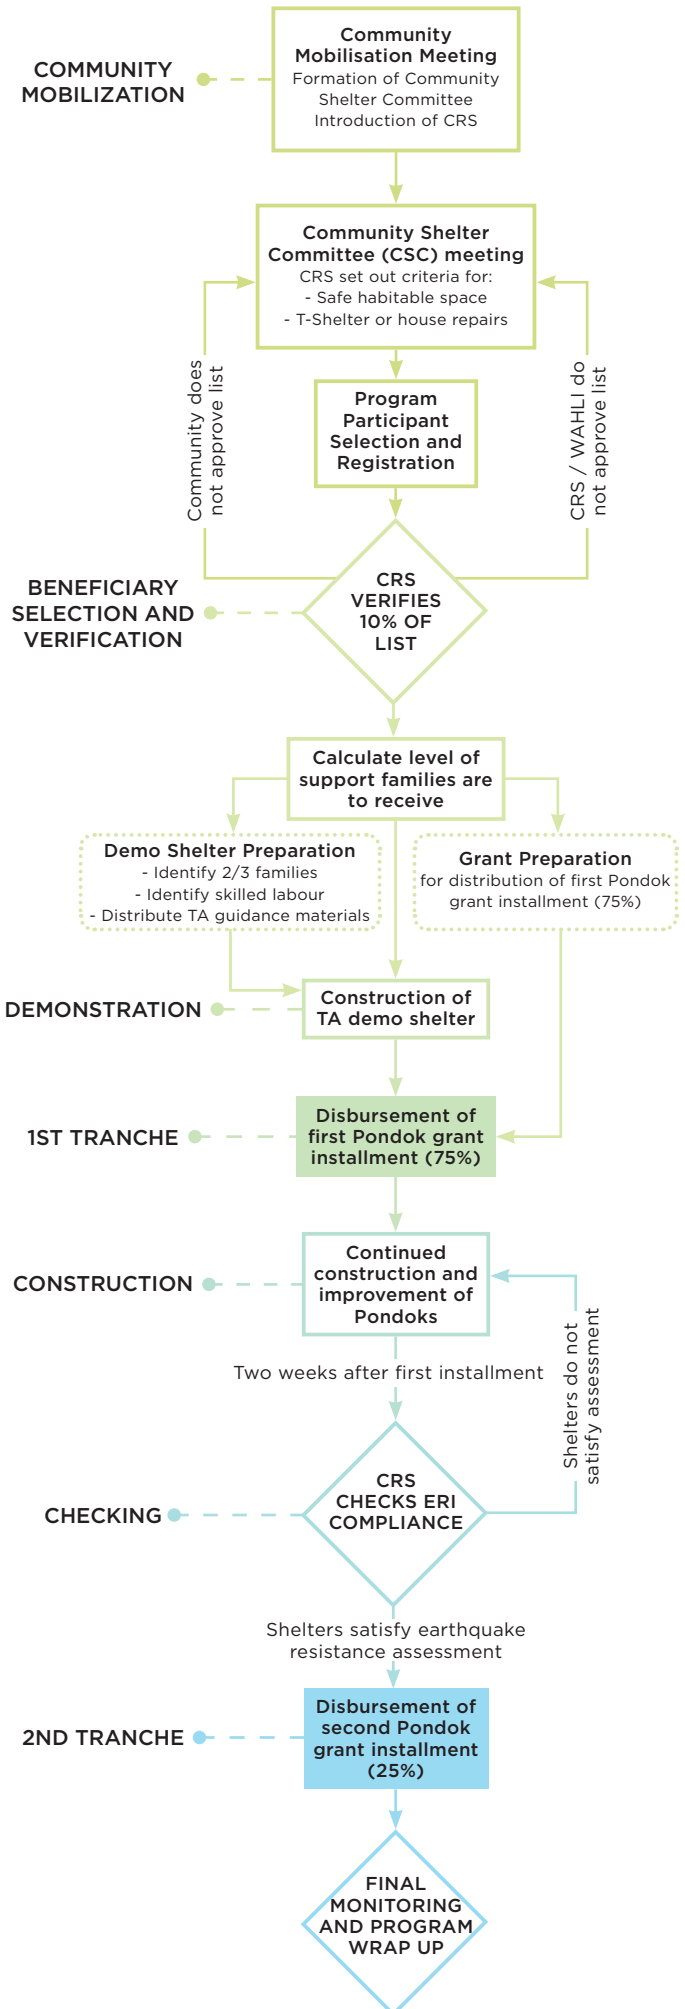 COMMUNITY
MOBILIZATION
Community
Mobilisation Meeting
Formation of Community
Shelter Committee
Introduction of CRS
Community Shelter
Committee (CSC) meeting
CRS set out criteria for:
- Safe habitable space
- T-Shelter or house repairs
Community does
not approve list
CRS / WAHLI do
not approve list
Program
Participant
Selection and
Registration
BENEFICIARY
SELECTION AND
VERIFICATION
CRS
VERIFIES
10% OF
LIST
Calculate level of
support families are
to receive
Demo Shelter Preparation
- Identify 2/3 families
- Identify skilled labour
- Distribute TA guidance materials
Grant Preparation
for distribution of first Pondok
grant installment (75%)
DEMONSTRATION
Construction of
TA demo shelter
1ST TRANCHE
Disbursement of
first Pondok grant
installment (75%)
CONSTRUCTION
Continued
construction and
improvement of
Pondoks
Two weeks after first installment
Shelters do not
satisfy assessment
CHECKING
CRS
CHECKS ERI
COMPLIANCE
Shelters satisfy earthquake
resistance assessment
2ND TRANCHE
Disbursement of
second Pondok
grant installment
(25%)
FINAL
MONITORING
AND PROGRAM
WRAP UP